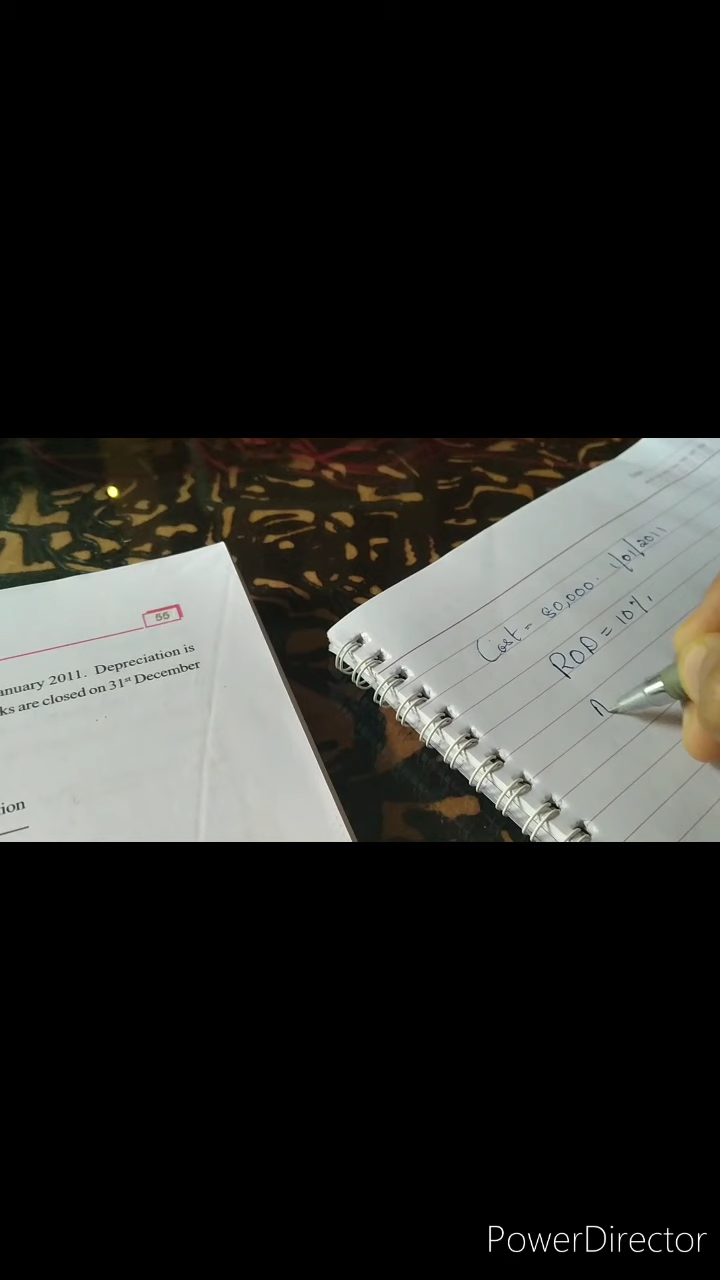 55
anuary 2011. Depreciation is
ks are closed on 31st December
ion
Cost = 80,000. 1/01/2011
ROD = 10%
PowerDirector